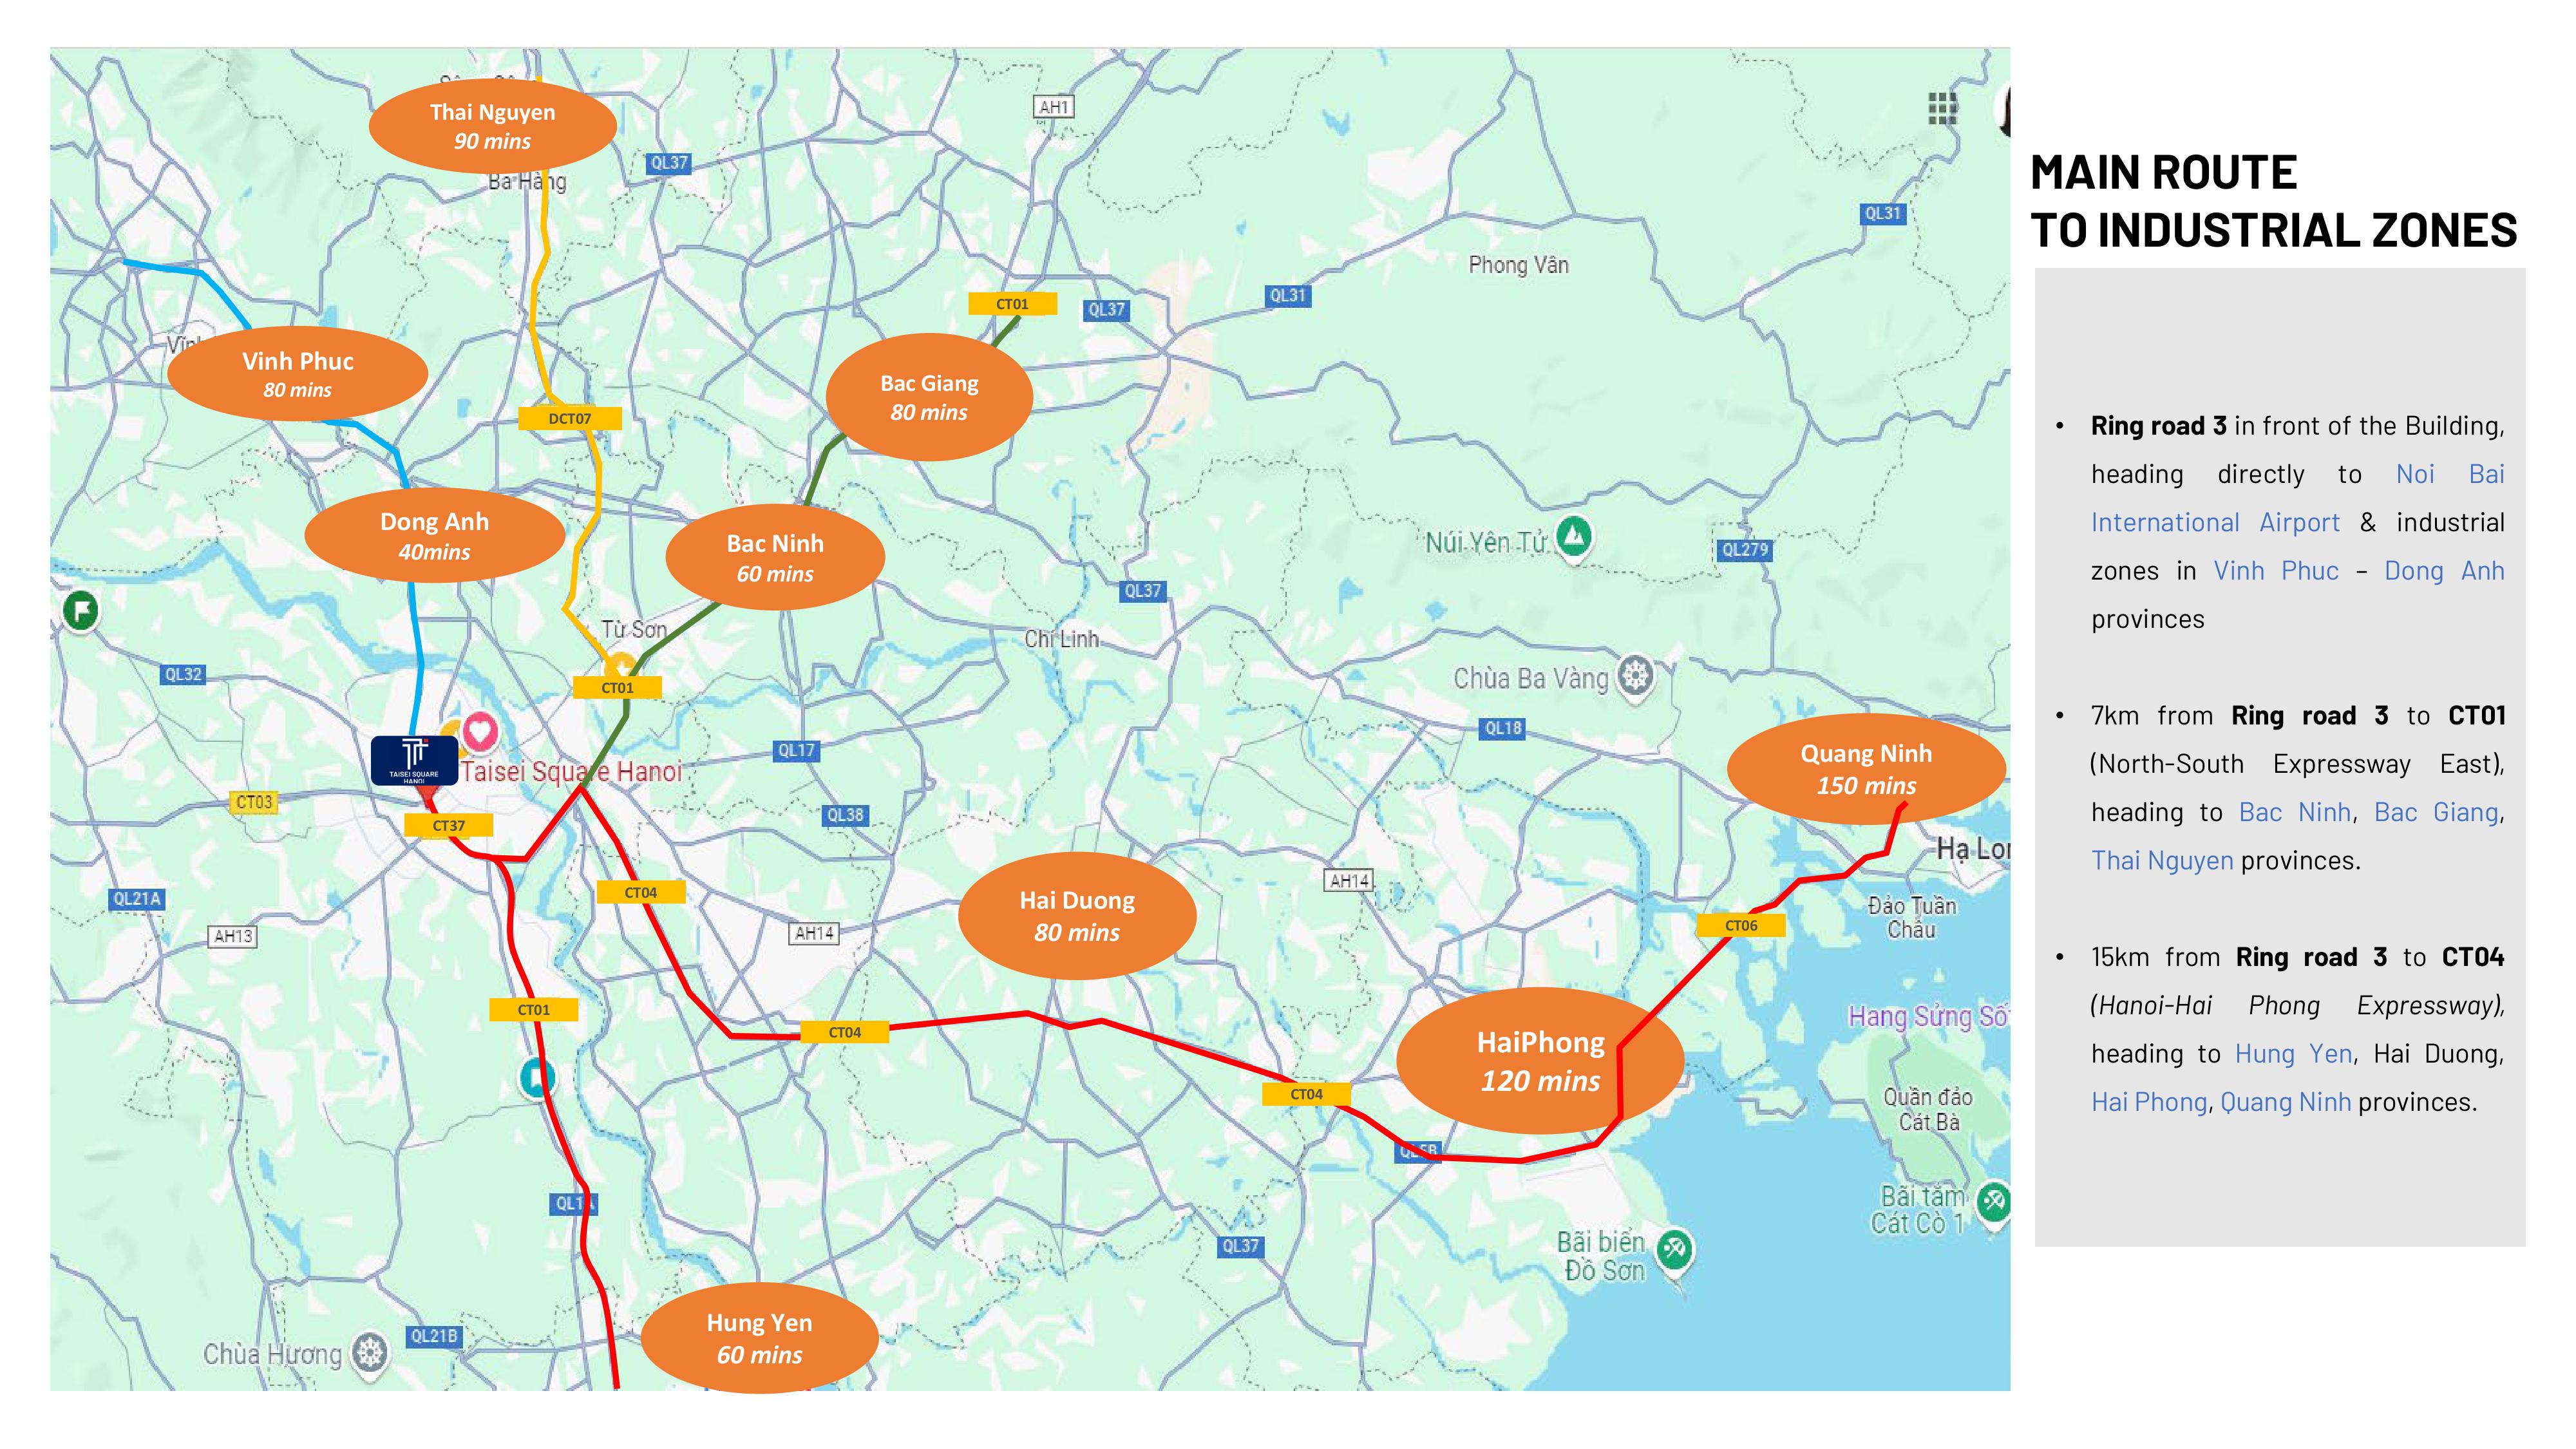 MAIN ROUTE
TO INDUSTRIAL ZONES
• Ring road 3 in front of the Building,
heading directly to Noi Bai
International Airport & industrial
zones in Vinh Phuc – Dong Anh
provinces
• 7km from Ring road 3 to CT01
(North-South Expressway East),
heading to Bac Ninh, Bac Giang,
Thai Nguyen provinces.
• 15km from Ring road 3 to CT04
(Hanoi-Hai Phong Expressway),
heading to Hung Yen, Hai Duong,
Hai Phong, Quang Ninh provinces.
Thai Nguyen
90 mins
Ba Hàng
AH1
QL37
QL31
Phong Vân
QL31
CT01
QL37
Vinh Phuc
80 mins
Bac Giang
80 mins
DCT07
Dong Anh
40mins
Bac Ninh
60 mins
Núi Yên Tử
QL279
QL37
Từ Sơn
Chí Linh
QL32
CT01
Chùa Ba Vàng
QL18
QL17
TAISEI SQUARE
HANOI
Taisei Square Hanoi
Quang Ninh
150 mins
CT03
CT37
QL38
Hạ Lon
CT04
QL21A
AH14
Hai Duong
80 mins
Đảo Tuần
Châu
CT06
AH13
AH14
CT01
CT04
Hang Sửng Số
HaiPhong
120 mins
CT04
Quần đảo
Cát Bà
QL5B
QL1A
Bãi tắm
Cát Cò 1
QL37
Bãi biển
Đồ Sơn
Hung Yen
60 mins
QL21B
Chùa Hương